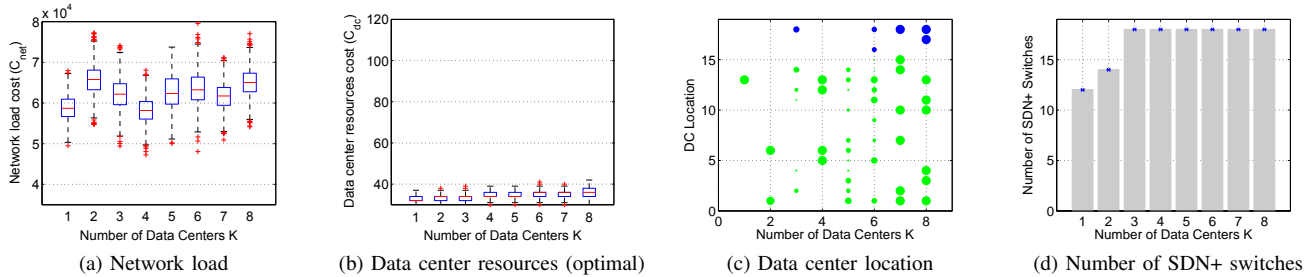 x 10^4
8
7
6
5
4
Network load cost (C_net)
1 2 3 4 5 6 7 8
Number of Data Centers K
(a) Network load
120
100
80
60
40
Data center resources cost (C_dc)
1 2 3 4 5 6 7 8
Number of Data Centers K
(b) Data center resources (optimal)
15
10
5
0
DC Location
0 2 4 6 8
Number of Data Centers K
(c) Data center location
15
10
5
0
Number of SDN+ Switches
1 2 3 4 5 6 7 8
Number of Data Centers K
(d) Number of SDN+ switches